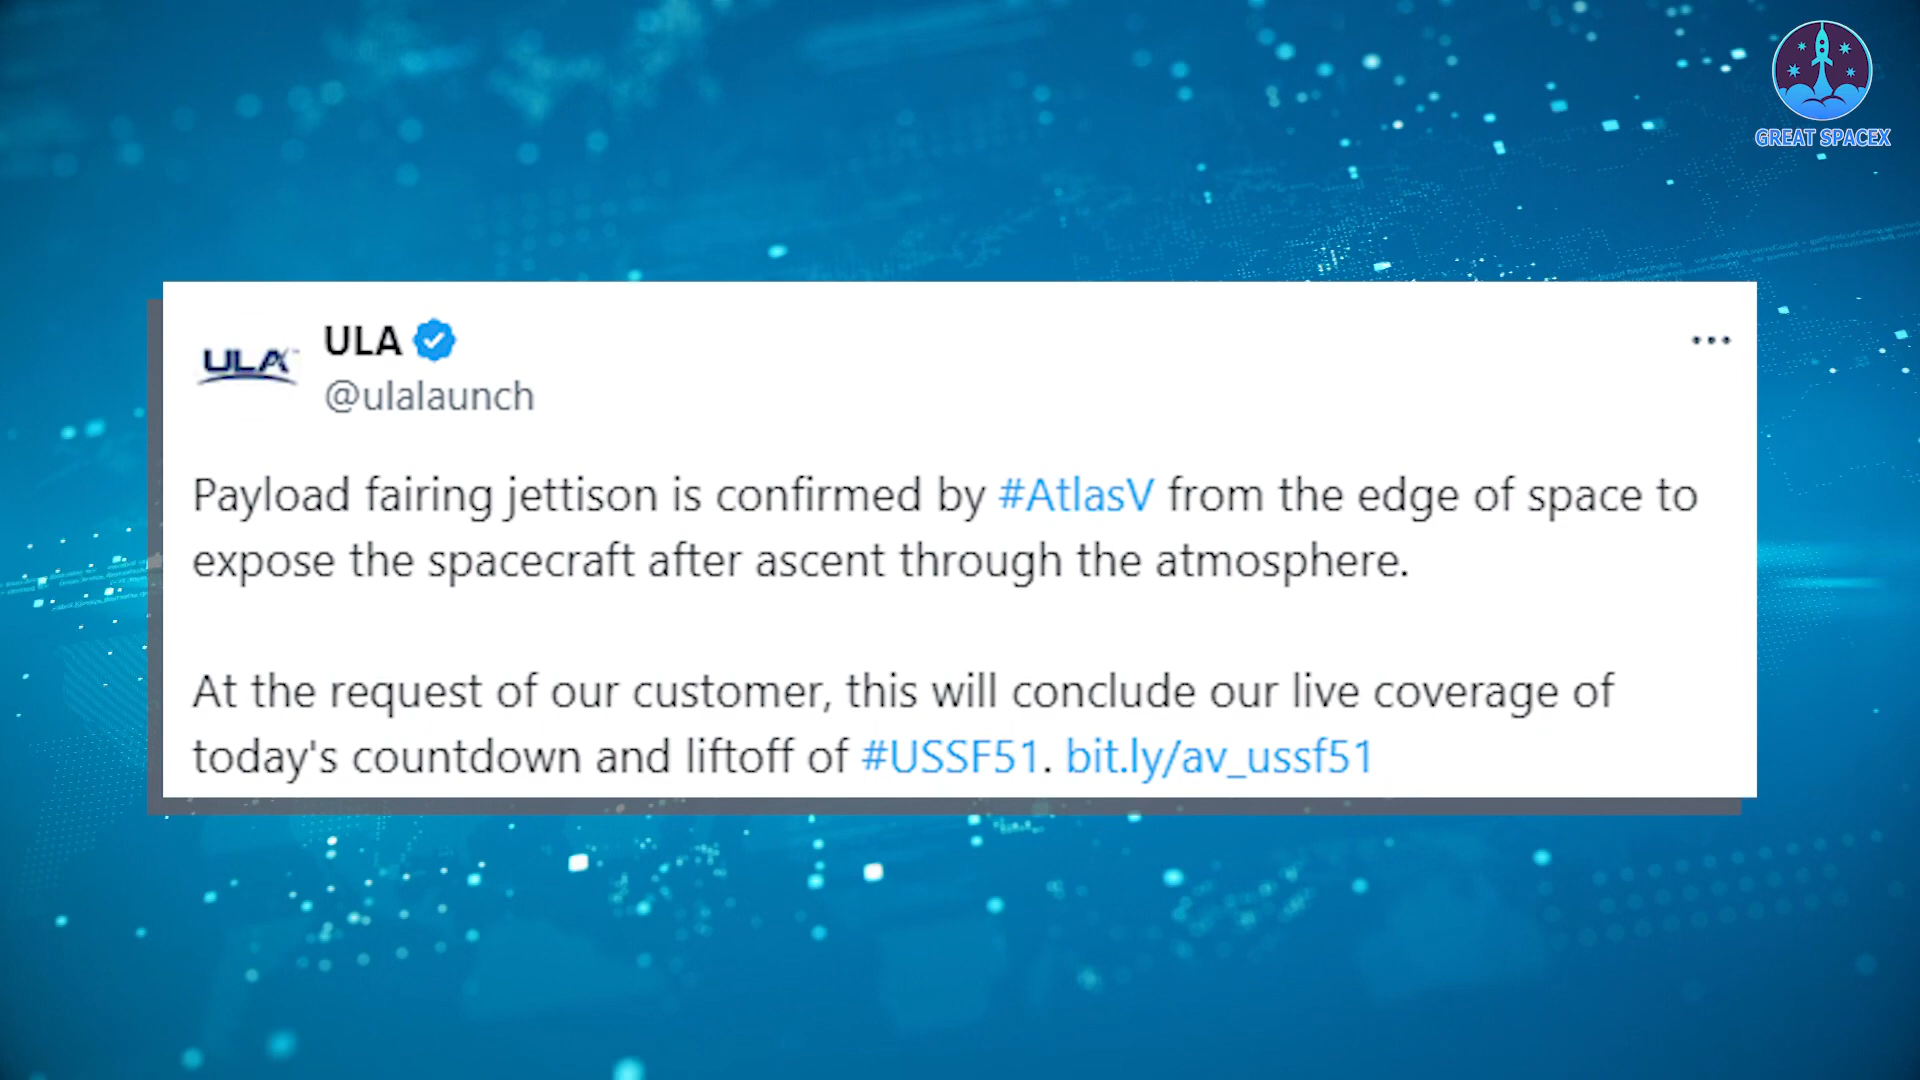 GREAT SPACEX
ULA
ULA
@ulalaunch
Payload fairing jettison is confirmed by #AtlasV from the edge of space to
expose the spacecraft after ascent through the atmosphere.
At the request of our customer, this will conclude our live coverage of
today's countdown and liftoff of #USSF51. bit.ly/av_ussf51